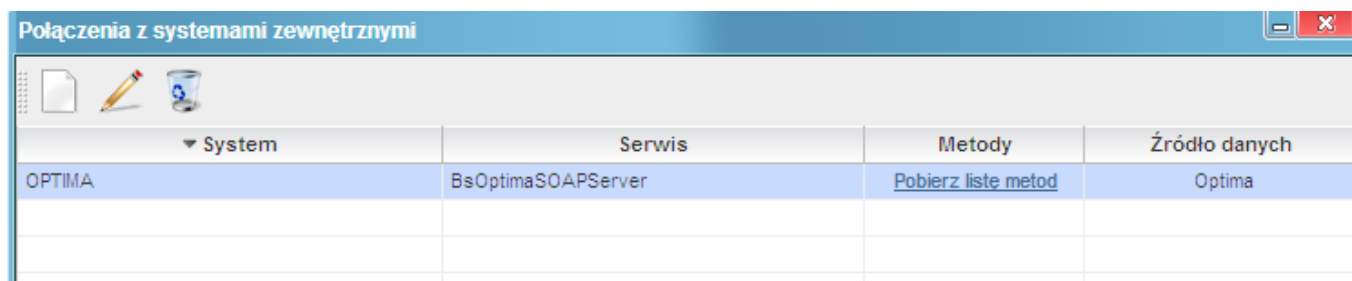 Połączenia z systemami zewnętrznymi
System Serwis Metody Źródło danych
OPTIMA BsOptimaSOAPServer Pobierz listę metod Optima